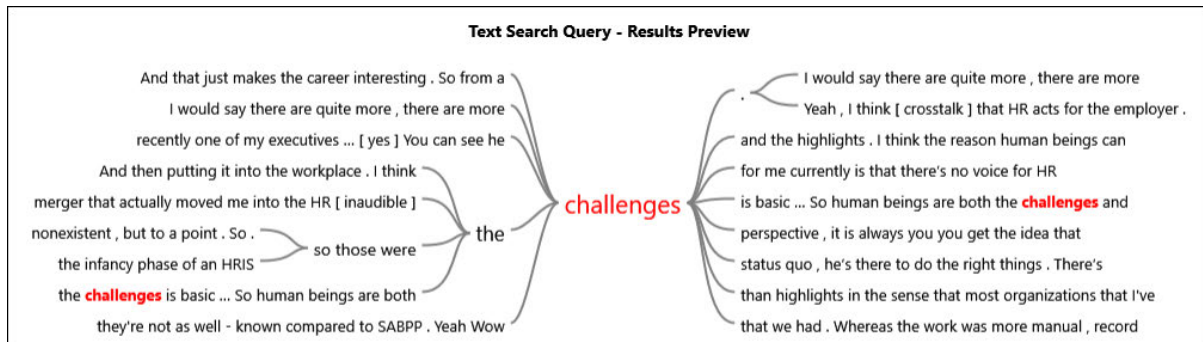 Text Search Query - Results Preview
And that just makes the career interesting . So from a
I would say there are quite more , there are more
recently one of my executives ... [ yes ] You can see he
And then putting it into the workplace . I think
merger that actually moved me into the HR [ inaudible ]
nonexistent , but to a point . So .
the infancy phase of an HRIS
so those were
the challenges is basic ... So human beings are both
the
they're not as well - known compared to SABPP . Yeah Wow
challenges
.
I would say there are quite more , there are more
Yeah , I think [ crosstalk ] that HR acts for the employer .
and the highlights . I think the reason human beings can
for me currently is that there's no voice for HR
is basic ... So human beings are both the challenges and
perspective , it is always you you get the idea that
status quo , he's there to do the right things . There's
than highlights in the sense that most organizations that I've
that we had . Whereas the work was more manual , record